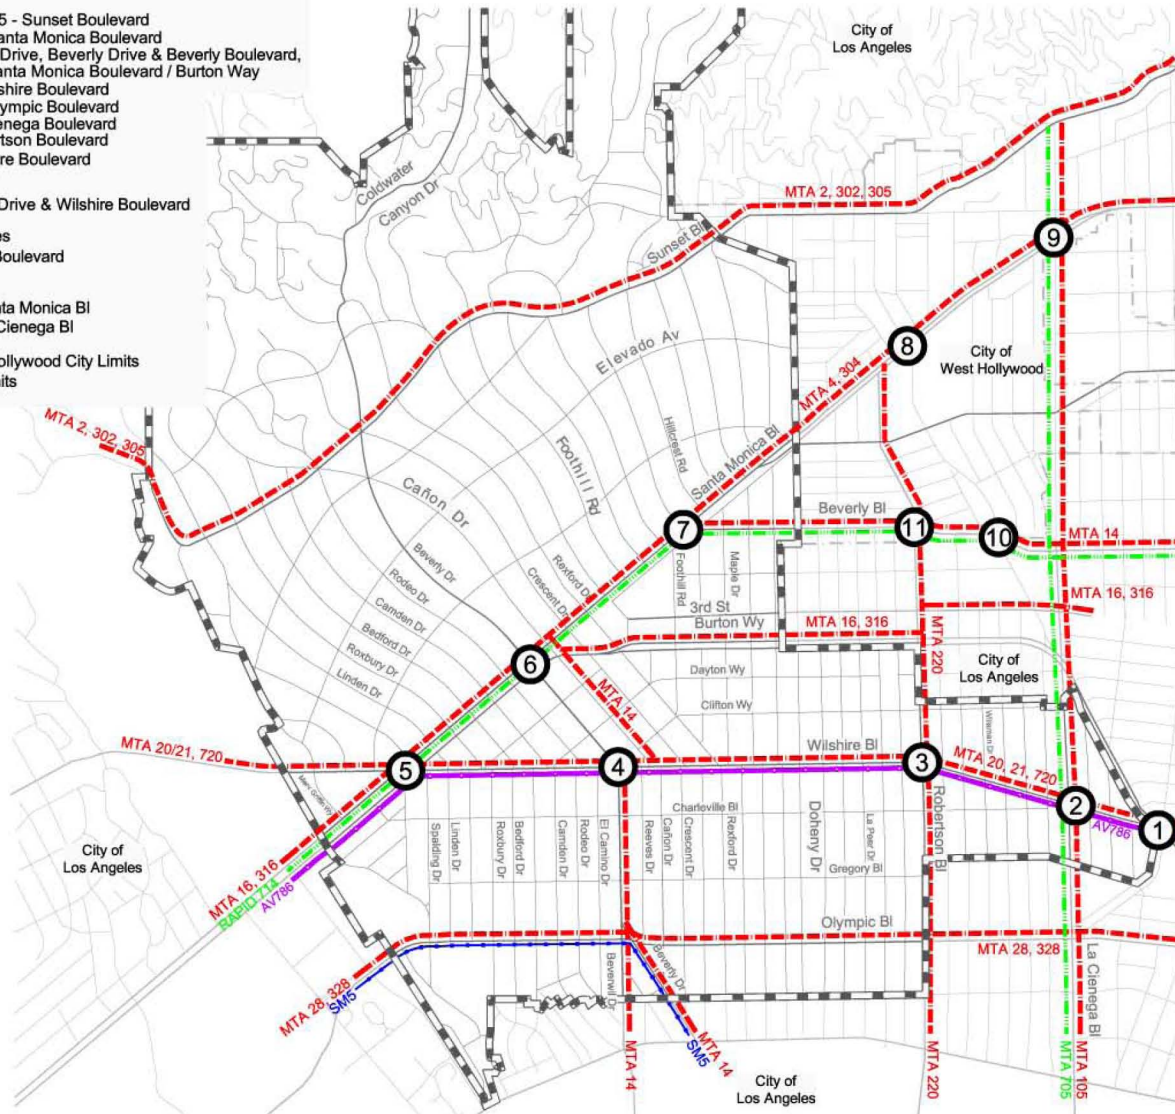 5 - Sunset Boulevard
anta Monica Boulevard
Drive, Beverly Drive & Beverly Boulevard,
anta Monica Boulevard / Burton Way
shire Boulevard
ympic Boulevard
enega Boulevard
rtson Boulevard
re Boulevard
Drive & Wilshire Boulevard
es
Boulevard
ta Monica Bl
Cienega Bl
ollywood City Limits
its
City of
Los Angeles
Coldwater
Canyon Dr
MTA 2, 302, 305
Sunset Bl
9
Elevado Av
8
City of
West Hollywood
MTA 4, 304
MTA 2, 302, 305
Hillcrest Rd
Santa Monica Bl
Foothill Rd
Cañon Dr
Beverly Bl
7
11
10
MTA 14
Beverly Dr
Rodeo Dr
Camden Dr
Bedford Dr
Roxbury Dr
Linden Dr
Rexford Dr
Crescent Dr
Foothill Rd
Maple Dr
3rd St
Burton Wy
MTA 16, 316
MTA 16, 316
MTA 220
6
City of
Los Angeles
Dayton Wy
Clifton Wy
MTA 14
Willaman Dr
MTA 20/21, 720
Wilshire Bl
5
4
3
MTA 20, 21, 720
2
AV786
1
Merv Griffin Wy
Charleville Bl
City of
Los Angeles
Spalding Dr
Linden Dr
Roxbury Dr
Bedford Dr
Camden Dr
Rodeo Dr
El Camino Dr
Reeves Dr
Cañon Dr
Crescent Dr
Rexford Dr
Doheny Dr
La Peer Dr
Robertson Bl
Gregory Bl
MTA 16, 316
RAPID 714
AV786
Olympic Bl
MTA 28, 328
La Cienega Bl
Beverwil Dr
Beverly Dr
MTA 28, 328
SM5
MTA 14
MTA 14
SM5
MTA 220
MTA 705
MTA 105
City of
Los Angeles